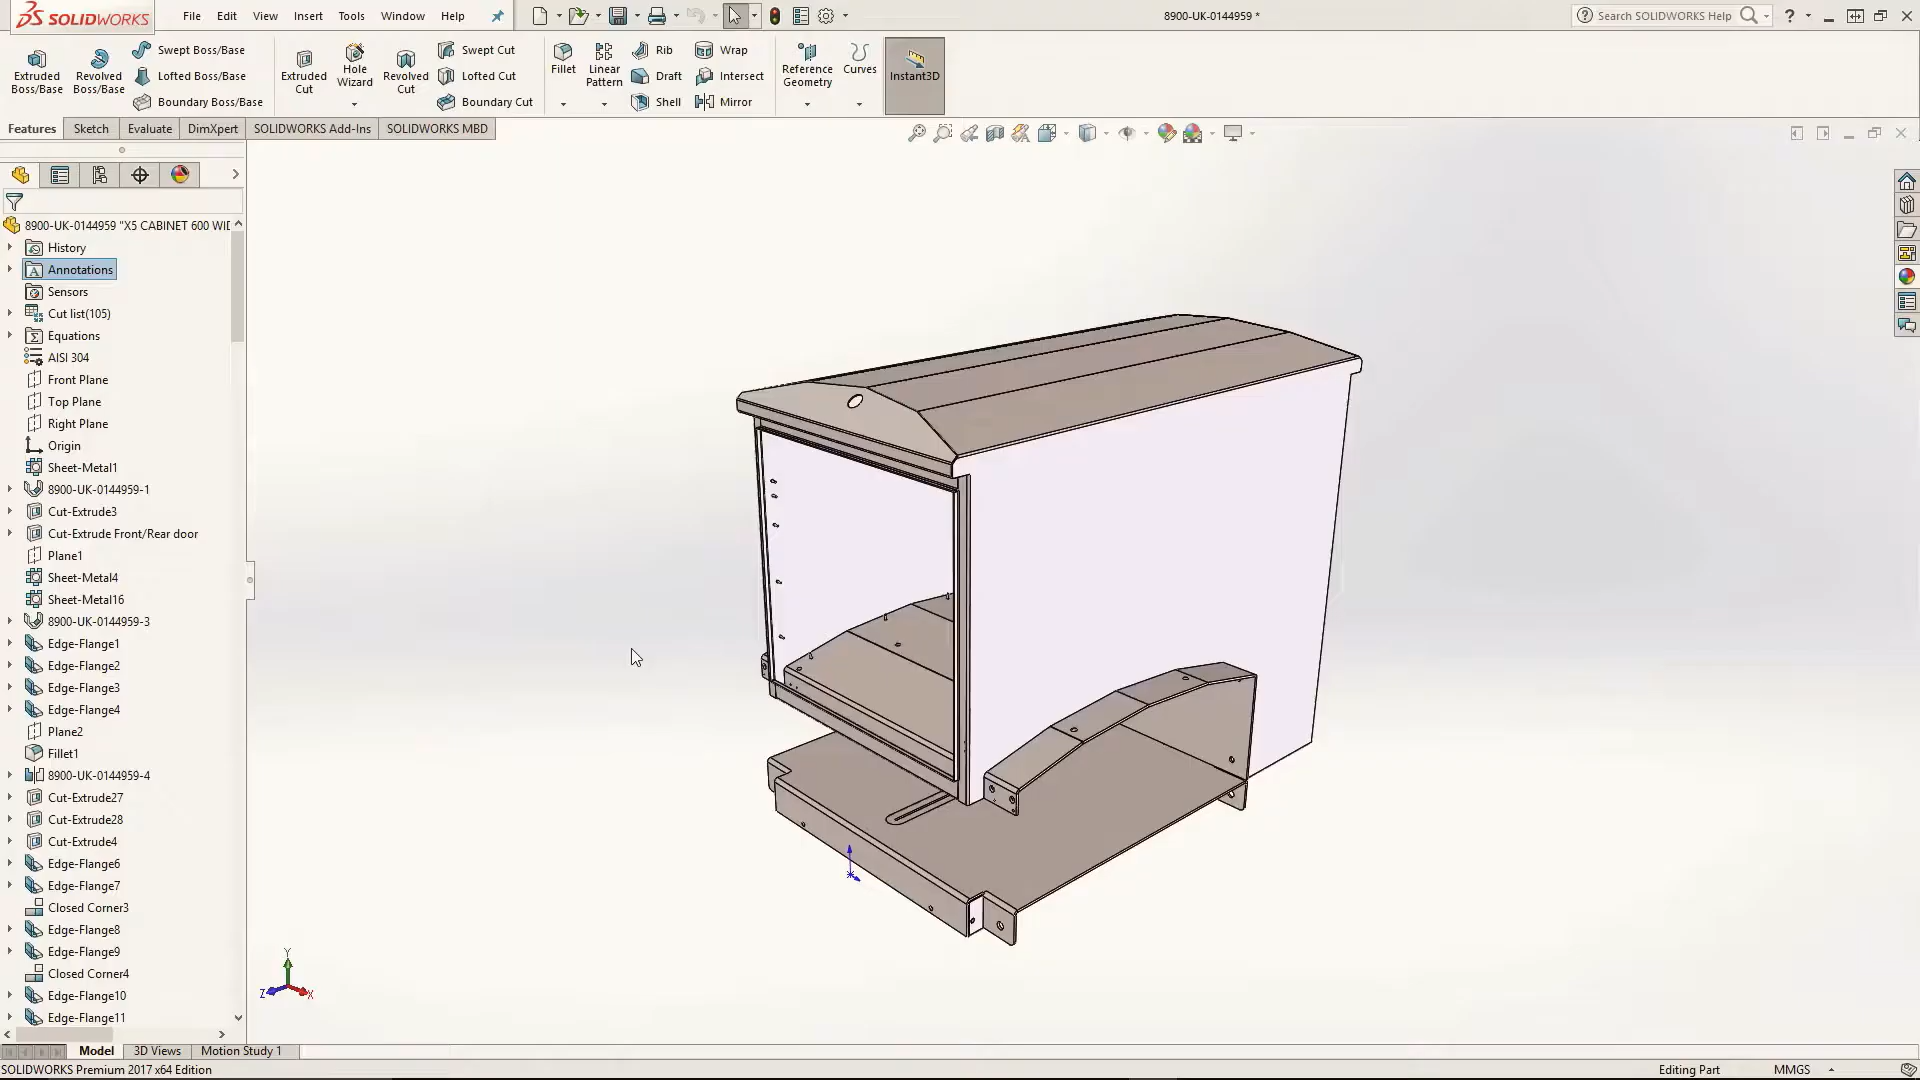 SOLIDWORKS
File Edit View Insert Tools Window Help
8900-UK-0144959 *
Search SOLIDWORKS Help
Extruded Boss/Base
Revolved Boss/Base
Swept Boss/Base
Lofted Boss/Base
Boundary Boss/Base
Extruded Cut
Hole Wizard
Revolved Cut
Swept Cut
Lofted Cut
Boundary Cut
Fillet
Linear Pattern
Rib
Draft
Shell
Wrap
Intersect
Mirror
Reference Geometry
Curves
Instant3D
Features Sketch Evaluate DimXpert SOLIDWORKS Add-Ins SOLIDWORKS MBD
8900-UK-0144959 "X5 CABINET 600 WID
History
Annotations
Sensors
Cut list(105)
Equations
AISI 304
Front Plane
Top Plane
Right Plane
Origin
Sheet-Metal1
8900-UK-0144959-1
Cut-Extrude3
Cut-Extrude Front/Rear door
Plane1
Sheet-Metal4
Sheet-Metal16
8900-UK-0144959-3
Edge-Flange1
Edge-Flange2
Edge-Flange3
Edge-Flange4
Plane2
Fillet1
8900-UK-0144959-4
Cut-Extrude27
Cut-Extrude28
Cut-Extrude4
Edge-Flange6
Edge-Flange7
Closed Corner3
Edge-Flange8
Edge-Flange9
Closed Corner4
Edge-Flange10
Edge-Flange11
Y
Z
X
Model 3D Views Motion Study 1
SOLIDWORKS Premium 2017 x64 Edition
Editing Part
MMGS